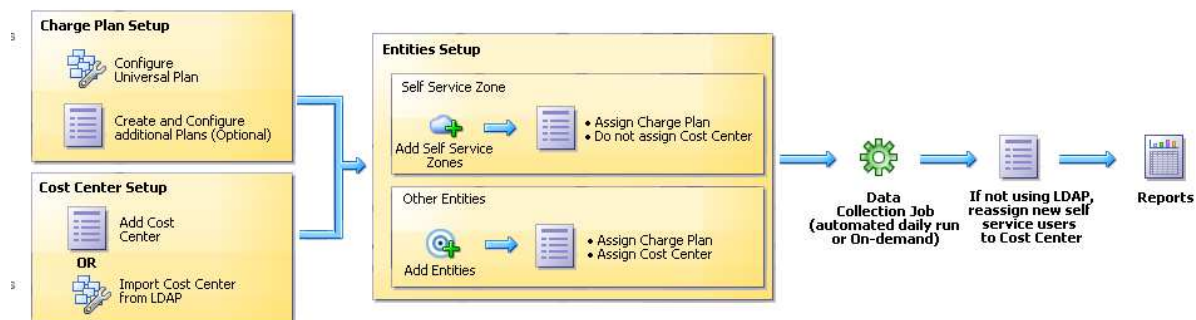 Charge Plan Setup
Configure
Universal Plan
Create and Configure
additional Plans (Optional)
Cost Center Setup
Add Cost
Center
OR
Import Cost Center
from LDAP
Entities Setup
Self Service Zone
Add Self Service
Zones
• Assign Charge Plan
• Do not assign Cost Center
Other Entities
Add Entities
• Assign Charge Plan
• Assign Cost Center
Data
Collection Job
(automated daily run
or On-demand)
If not using LDAP,
reassign new self
service users
to Cost Center
Reports